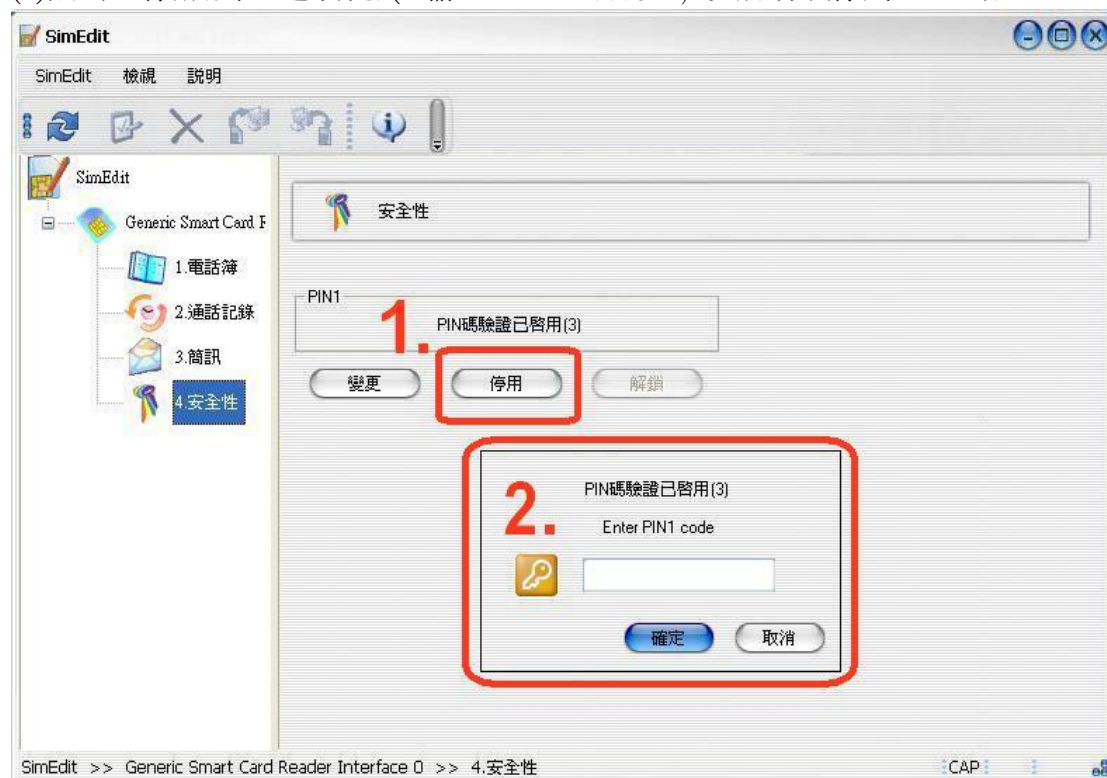 SimEdit
SimEdit 檢視 説明
SimEdit
Generic Smart Card R
1.電話簿
2.通話記錄
3.簡訊
4.安全性
安全性
PIN1
1.
PIN碼驗證已啓用(3)
變更 停用 解鎖
2.
PIN碼驗證已啓用(3)
Enter PIN1 code
確定 取消
SimEdit >> Generic Smart Card Reader Interface 0 >> 4.安全性 CAP